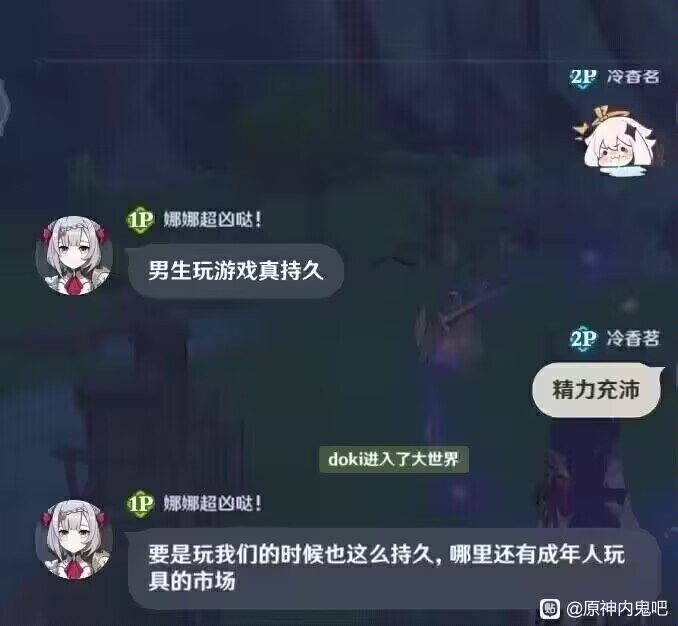 2P 冷香茗
1P 娜娜超凶哒!
男生玩游戏真持久
2P 冷香茗
精力充沛
doki进入了大世界
1P 娜娜超凶哒!
要是玩我们的时候也这么持久,哪里还有成年人玩
具的市场
贴 @原神内鬼吧